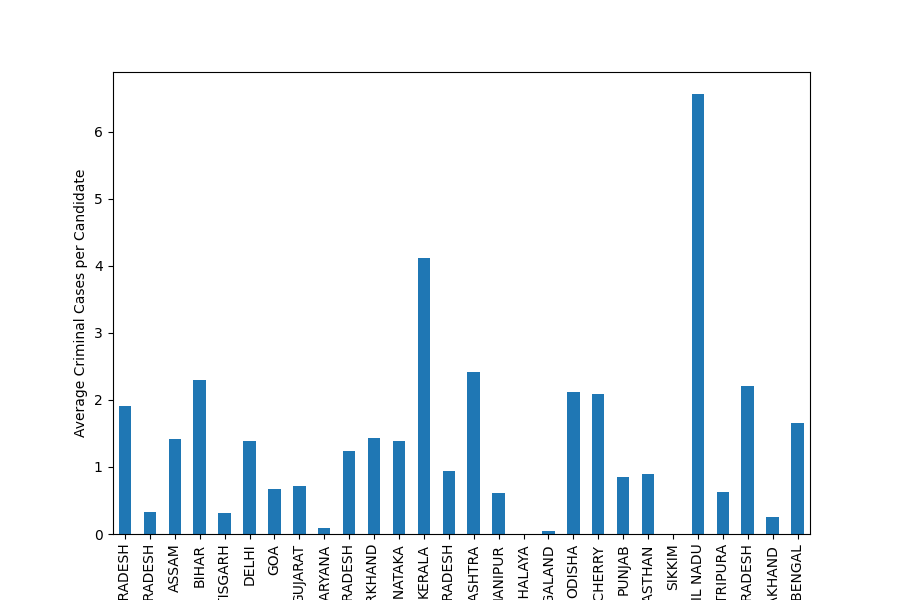 Average Criminal Cases per Candidate
6
5
4
3
2
1
0
RADESH
RADESH
ASSAM
BIHAR
TISGARH
DELHI
GOA
GUJARAT
ARYANA
RADESH
RKHAND
NATAKA
KERALA
RADESH
ASHTRA
ANIPUR
HALAYA
GALAND
ODISHA
CHERRY
PUNJAB
ASTHAN
SIKKIM
IL NADU
TRIPURA
RADESH
AKHAND
BENGAL